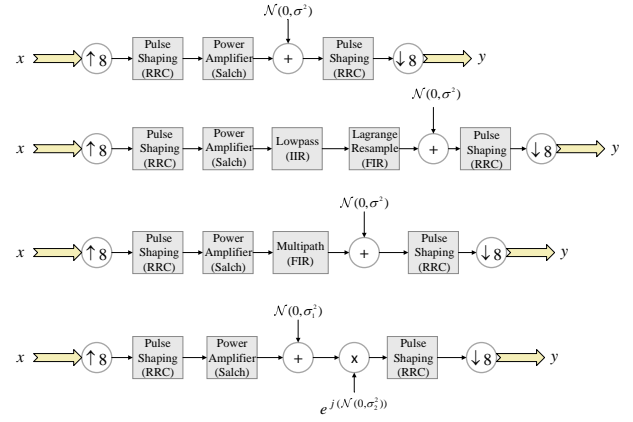 𝒩(0,σ²)
x ↑8 Pulse Shaping (RRC) Power Amplifier (Salch) + Pulse Shaping (RRC) ↓8 y
𝒩(0,σ²)
x ↑8 Pulse Shaping (RRC) Power Amplifier (Salch) Lowpass (IIR) Lagrange Resample (FIR) + Pulse Shaping (RRC) ↓8 y
𝒩(0,σ²)
x ↑8 Pulse Shaping (RRC) Power Amplifier (Salch) Multipath (FIR) + Pulse Shaping (RRC) ↓8 y
𝒩(0,σ₁²)
x ↑8 Pulse Shaping (RRC) Power Amplifier (Salch) + x Pulse Shaping (RRC) ↓8 y
e^{j(𝒩(0,σ₂²))}